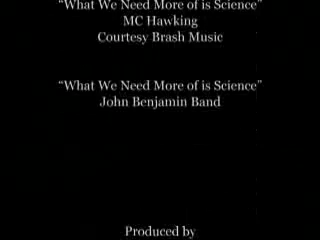 “What We Need More of is Science”
MC Hawking
Courtesy Brash Music
“What We Need More of is Science”
John Benjamin Band
Produced by